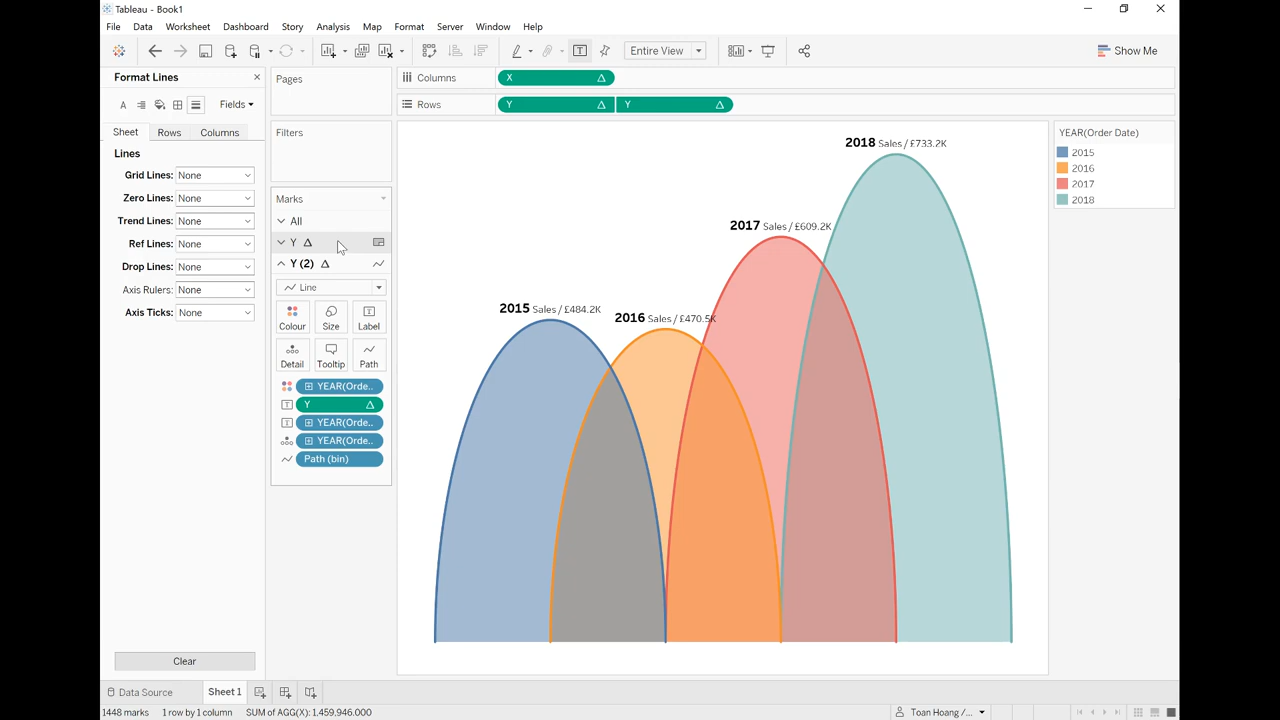 Tableau - Book1
File Data Worksheet Dashboard Story Analysis Map Format Server Window Help
Entire View
Show Me
Format Lines
Fields
Sheet Rows Columns
Lines
Grid Lines: None
Zero Lines: None
Trend Lines: None
Ref Lines: None
Drop Lines: None
Axis Rulers: None
Axis Ticks: None
Clear
Pages
Filters
Marks
All
Y
Y (2)
Line
Colour Size Label
Detail Tooltip Path
YEAR(Orde..
Y
YEAR(Orde..
YEAR(Orde..
Path (bin)
Columns X
Rows Y Y
2018 Sales / £733.2K
2017 Sales / £609.2K
2015 Sales / £484.2K
2016 Sales / £470.5K
YEAR(Order Date)
2015
2016
2017
2018
Data Source Sheet 1
1448 marks 1 row by 1 column SUM of AGG(X): 1,459,946.000 Toan Hoang /...